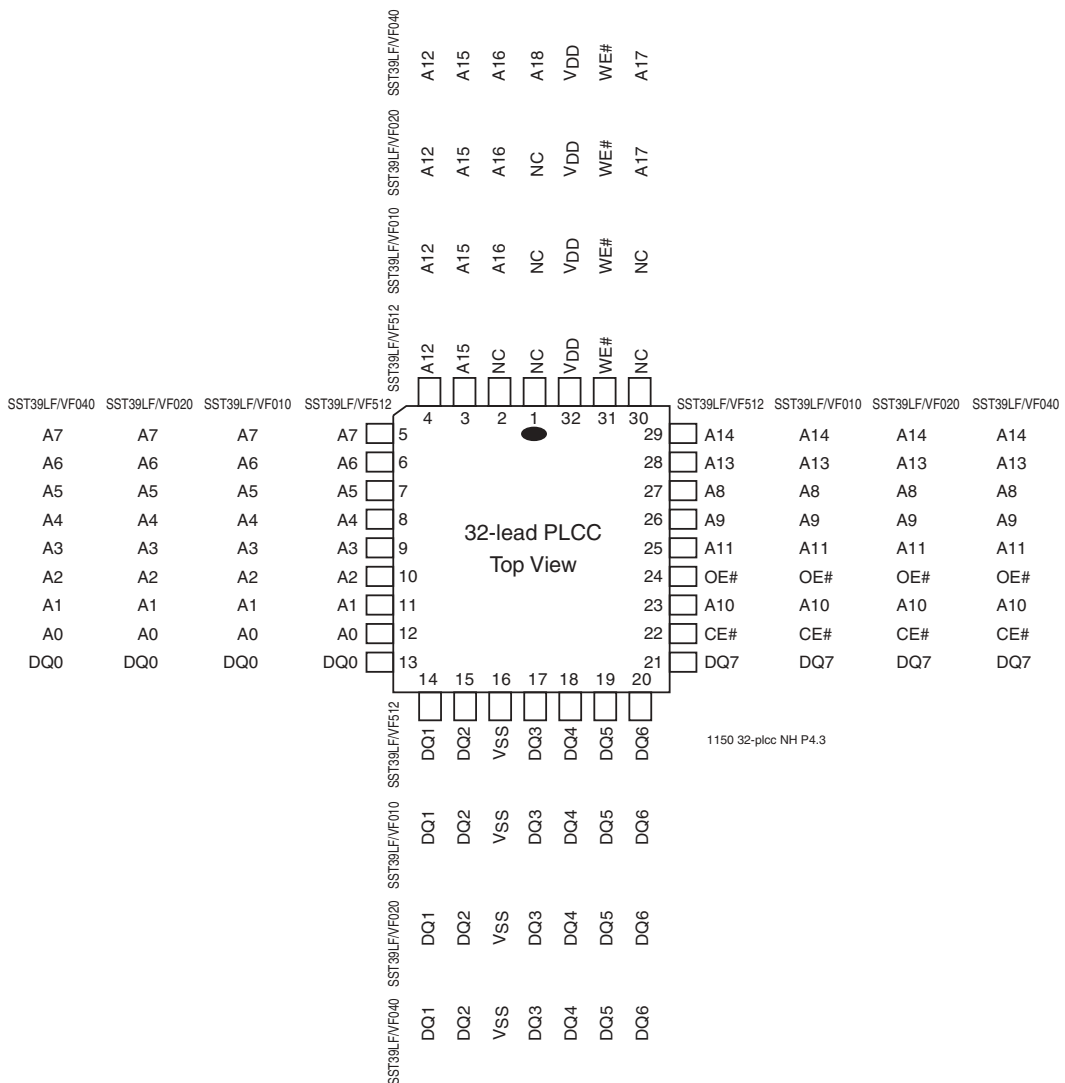 SST39LF/VF040 A12 A15 A16 A18 VDD WE# A17
SST39LF/VF020 A12 A15 A16 NC VDD WE# A17
SST39LF/VF010 A12 A15 A16 NC VDD WE# NC
SST39LF/VF512 A12 A15 NC NC VDD WE# NC
SST39LF/VF040 SST39LF/VF020 SST39LF/VF010 SST39LF/VF512 4 3 2 1 32 31 30 SST39LF/VF512 SST39LF/VF010 SST39LF/VF020 SST39LF/VF040
A7 A7 A7 A7 5 29 A14 A14 A14 A14
A6 A6 A6 A6 6 28 A13 A13 A13 A13
A5 A5 A5 A5 7 27 A8 A8 A8 A8
A4 A4 A4 A4 8 26 A9 A9 A9 A9
32-lead PLCC
A3 A3 A3 A3 9 25 A11 A11 A11 A11
Top View
A2 A2 A2 A2 10 24 OE# OE# OE# OE#
A1 A1 A1 A1 11 23 A10 A10 A10 A10
A0 A0 A0 A0 12 22 CE# CE# CE# CE#
DQ0 DQ0 DQ0 DQ0 13 21 DQ7 DQ7 DQ7 DQ7
14 15 16 17 18 19 20
SST39LF/VF512 DQ1 DQ2 VSS DQ3 DQ4 DQ5 DQ6
1150 32-plcc NH P4.3
SST39LF/VF010 DQ1 DQ2 VSS DQ3 DQ4 DQ5 DQ6
SST39LF/VF020 DQ1 DQ2 VSS DQ3 DQ4 DQ5 DQ6
SST39LF/VF040 DQ1 DQ2 VSS DQ3 DQ4 DQ5 DQ6